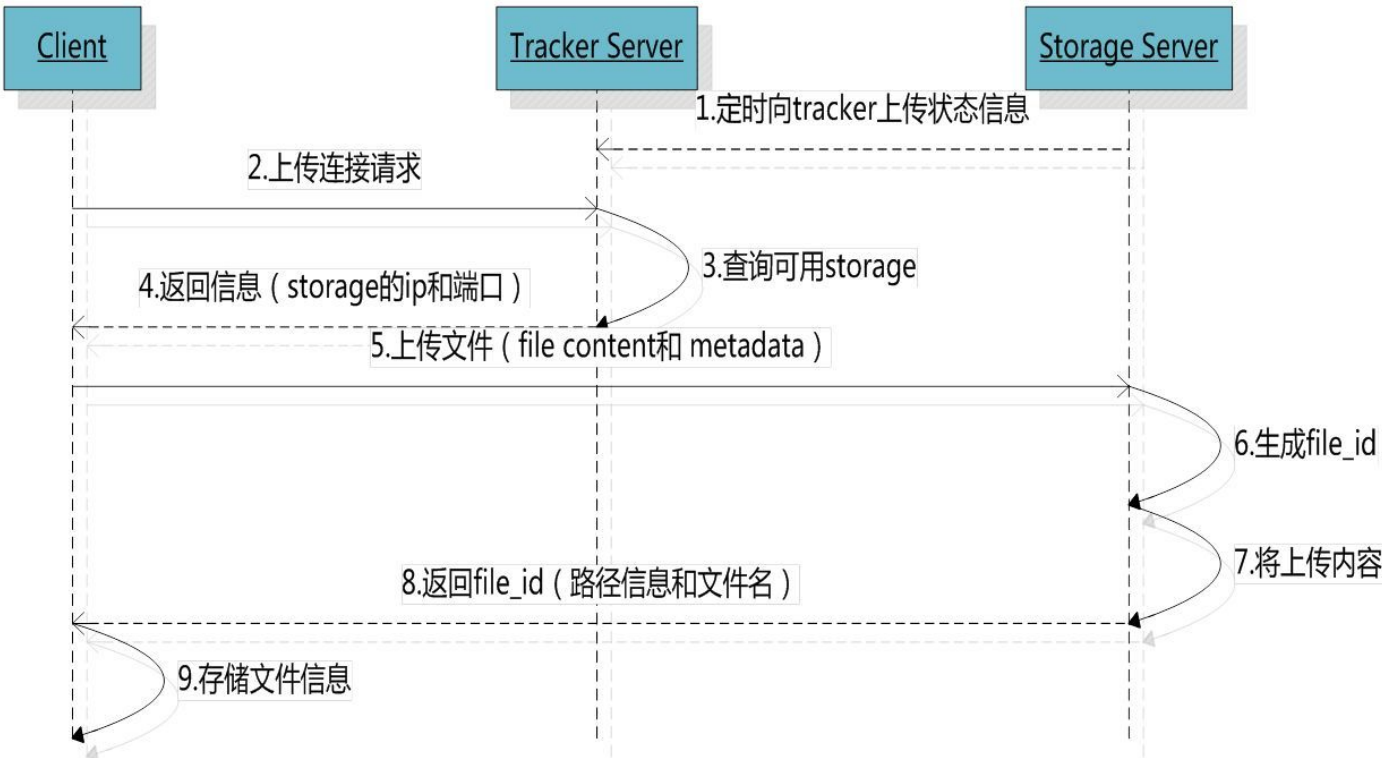 Client
Tracker Server
Storage Server
1.定时向tracker上传状态信息
2.上传连接请求
3.查询可用storage
4.返回信息（storage的ip和端口）
5.上传文件（file content和 metadata）
6.生成file_id
7.将上传内容
8.返回file_id（路径信息和文件名）
9.存储文件信息